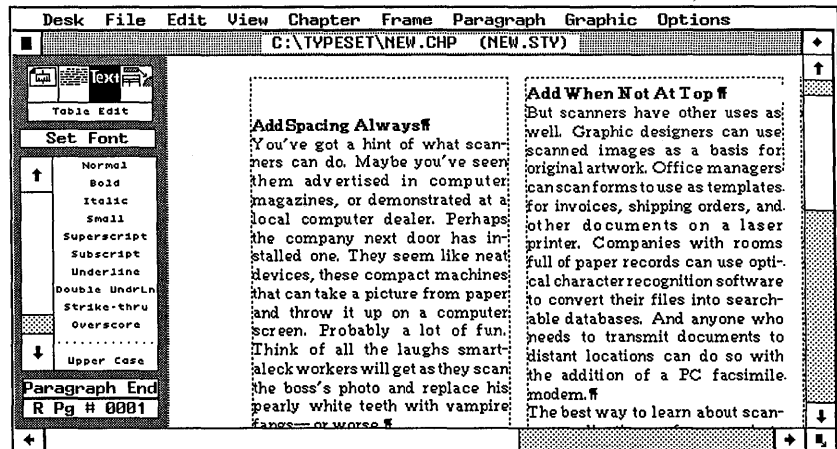 Desk File Edit View Chapter Frame Paragraph Graphic Options
C:\TYPESET\NEW.CHP (NEW.STY)
Text
Table Edit
Set Font
Normal
Bold
Italic
Small
Superscript
Subscript
Underline
Double UndrLn
Strike-thru
Overscore
Upper Case
Paragraph End
R Pg # 0001
Add Spacing Always¶
You've got a hint of what scan-
ners can do. Maybe you've seen
them advertised in computer
magazines, or demonstrated at a
local computer dealer. Perhaps
the company next door has in-
stalled one. They seem like neat
devices, these compact machines
that can take a picture from paper
and throw it up on a computer
screen. Probably a lot of fun.
Think of all the laughs smart-
aleck workers will get as they scan
the boss's photo and replace his
pearly white teeth with vampire
fangs—or worse.¶
Add When Not At Top¶
But scanners have other uses as
well. Graphic designers can use
scanned images as a basis for
original artwork. Office managers
can scan forms to use as templates
for invoices, shipping orders, and
other documents on a laser
printer. Companies with rooms
full of paper records can use opti-
cal character recognition software
to convert their files into search-
able databases. And anyone who
needs to transmit documents to
distant locations can do so with
the addition of a PC facsimile
modem.¶
The best way to learn about scan-